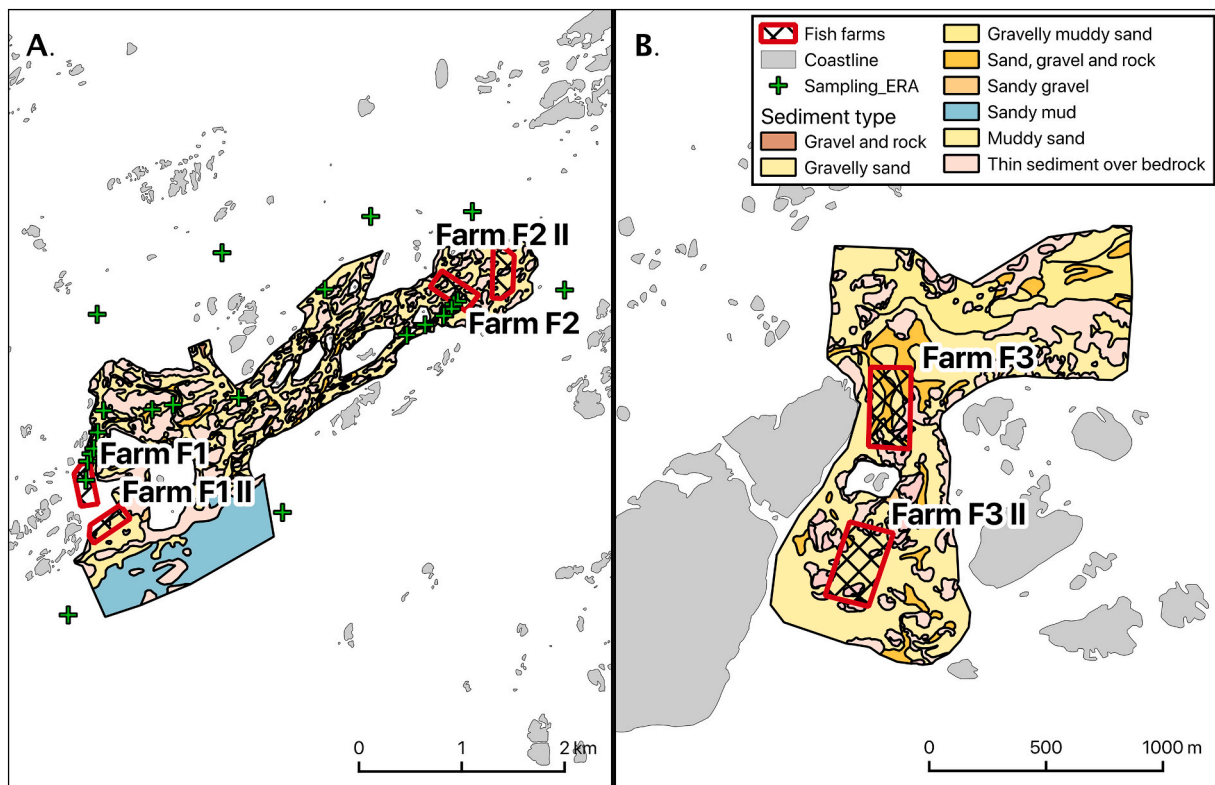 A.
Farm F2 II
Farm F2
Farm F1
Farm F1 II
0 1 2 km
B.
Fish farms
Coastline
Sampling_ERA
Sediment type
Gravel and rock
Gravelly sand
Gravelly muddy sand
Sand, gravel and rock
Sandy gravel
Sandy mud
Muddy sand
Thin sediment over bedrock
Farm F3
Farm F3 II
0 500 1000 m